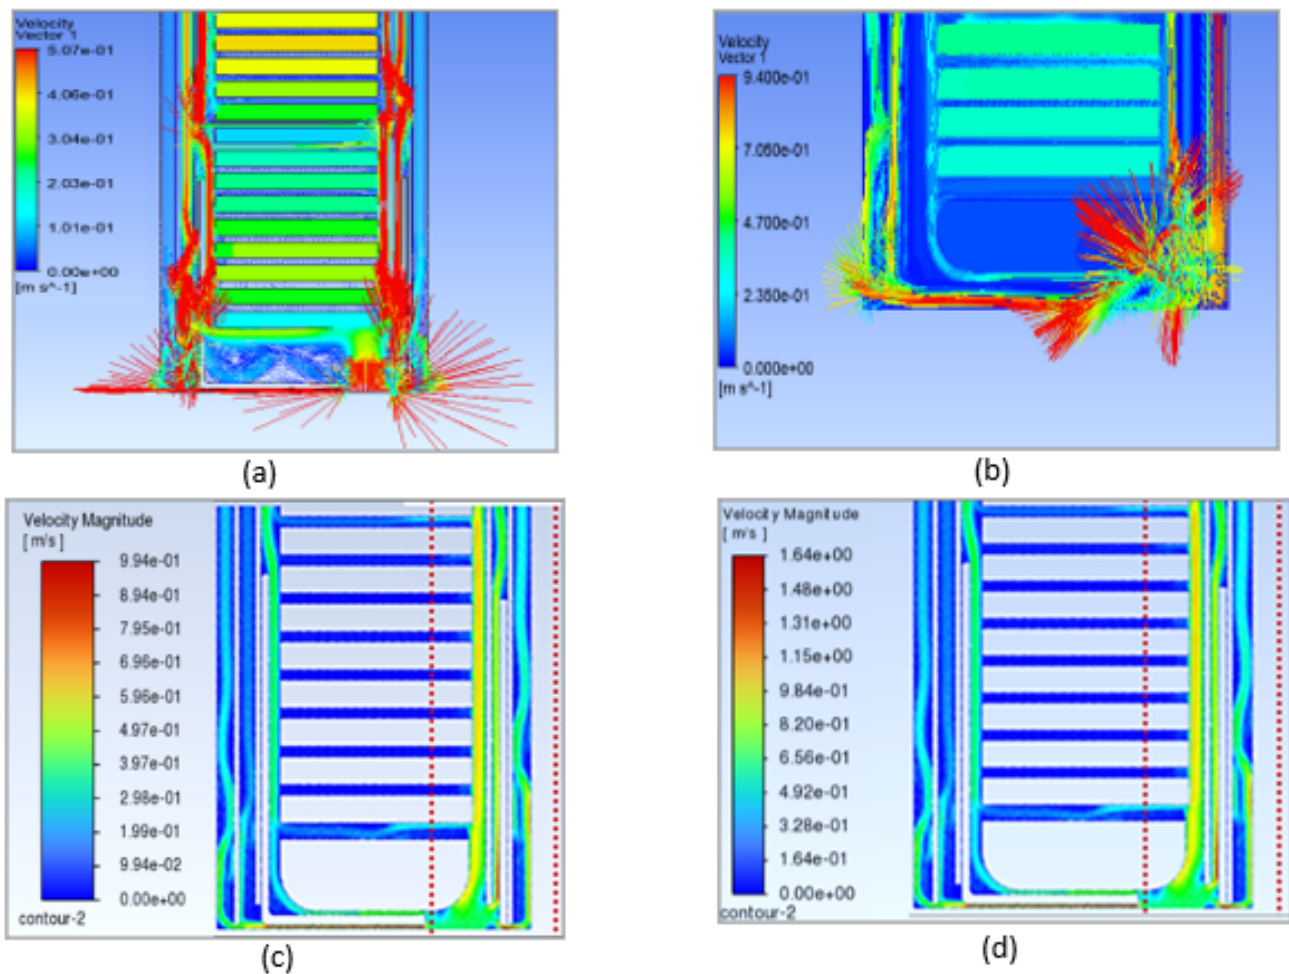 Velocity
Vector 1
5.07e-01
4.06e-01
3.04e-01
2.03e-01
1.01e-01
0.00e+00
[m s^-1]
(a)
Velocity
Vector 1
9.400e-01
7.050e-01
4.700e-01
2.350e-01
0.000e+00
[m s^-1]
(b)
Velocity Magnitude
[ m/s ]
9.94e-01
8.94e-01
7.95e-01
6.96e-01
5.96e-01
4.97e-01
3.97e-01
2.98e-01
1.99e-01
9.94e-02
0.00e+00
contour-2
(c)
Velocity Magnitude
[ m/s ]
1.64e+00
1.48e+00
1.31e+00
1.15e+00
9.84e-01
8.20e-01
6.56e-01
4.92e-01
3.28e-01
1.64e-01
0.00e+00
contour-2
(d)